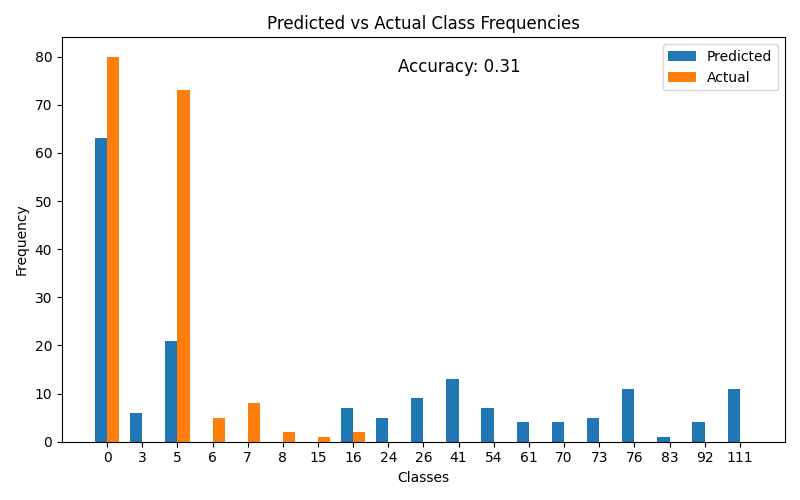 Predicted vs Actual Class Frequencies
Accuracy: 0.31
Predicted
Actual
Frequency
80
70
60
50
40
30
20
10
0
0 3 5 6 7 8 15 16 24 26 41 54 61 70 73 76 83 92 111
Classes